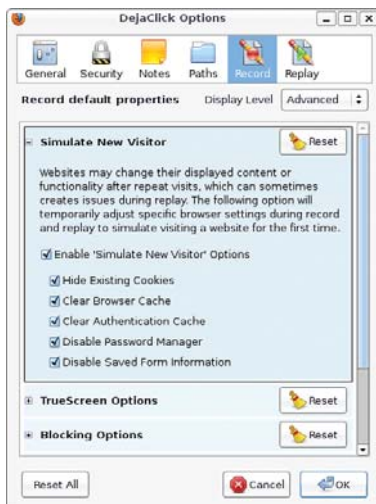 DejaClick Options
General Security Notes Paths Record Replay
Record default properties Display Level Advanced
Simulate New Visitor Reset
Websites may change their displayed content or
functionality after repeat visits, which can sometimes
creates issues during replay. The following option will
temporarily adjust specific browser settings during record
and replay to simulate visiting a website for the first time.
Enable 'Simulate New Visitor' Options
Hide Existing Cookies
Clear Browser Cache
Clear Authentication Cache
Disable Password Manager
Disable Saved Form Information
TrueScreen Options Reset
Blocking Options Reset
Reset All Cancel OK